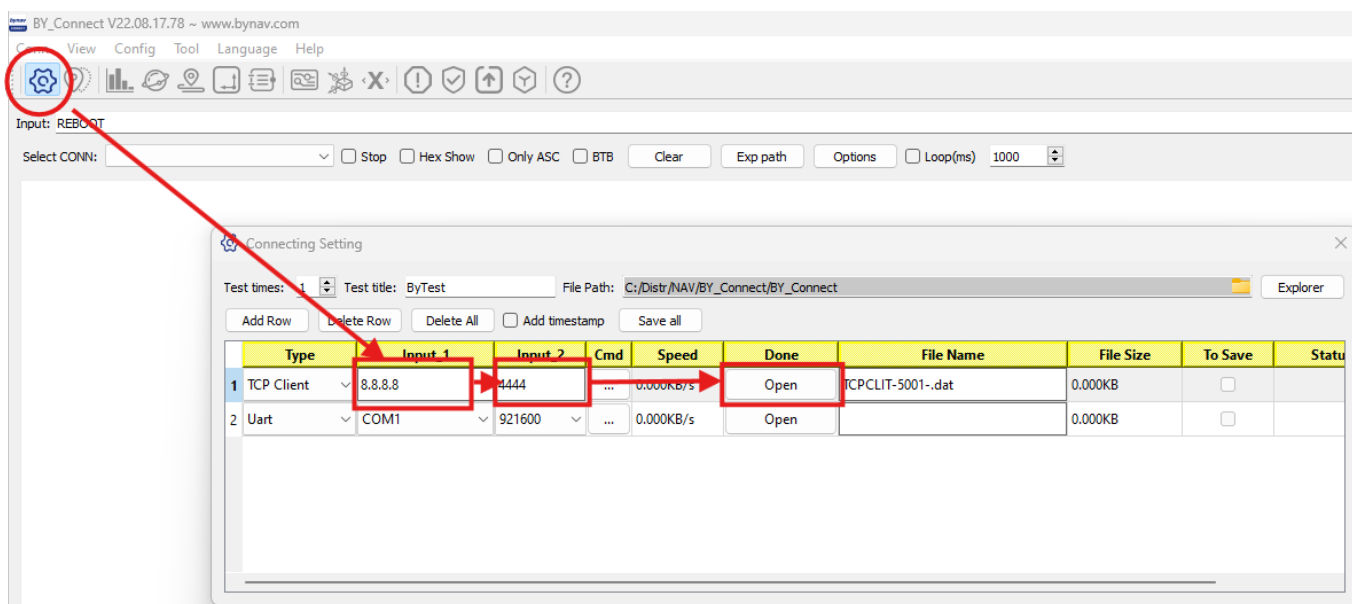 bynav BY_Connect V22.08.17.78 ~ www.bynav.com
Conn View Config Tool Language Help
Input: REBOOT
Select CONN: Stop Hex Show Only ASC BTB Clear Exp path Options Loop(ms) 1000
Connecting Setting
Test times: 1 Test title: ByTest File Path: C:/Distr/NAV/BY_Connect/BY_Connect Explorer
Add Row Delete Row Delete All Add timestamp Save all
Type Input_1 Input_2 Cmd Speed Done File Name File Size To Save Statu
1 TCP Client 8.8.8.8 4444 ... 0.000KB/s Open TCPCLIT-5001-.dat 0.000KB
2 Uart COM1 921600 ... 0.000KB/s Open 0.000KB